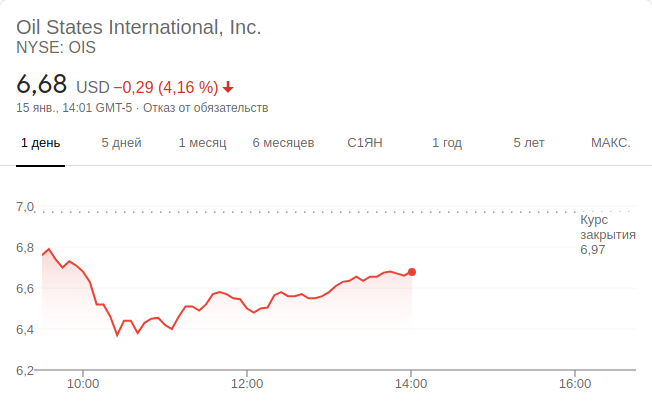 Oil States International, Inc.
NYSE: OIS
6,68 USD −0,29 (4,16 %)
15 янв., 14:01 GMT-5 · Отказ от обязательств
1 день 5 дней 1 месяц 6 месяцев С1ЯН 1 год 5 лет МАКС.
7,0
Курс
закрытия
6,97
6,8
6,6
6,4
6,2
10:00 12:00 14:00 16:00